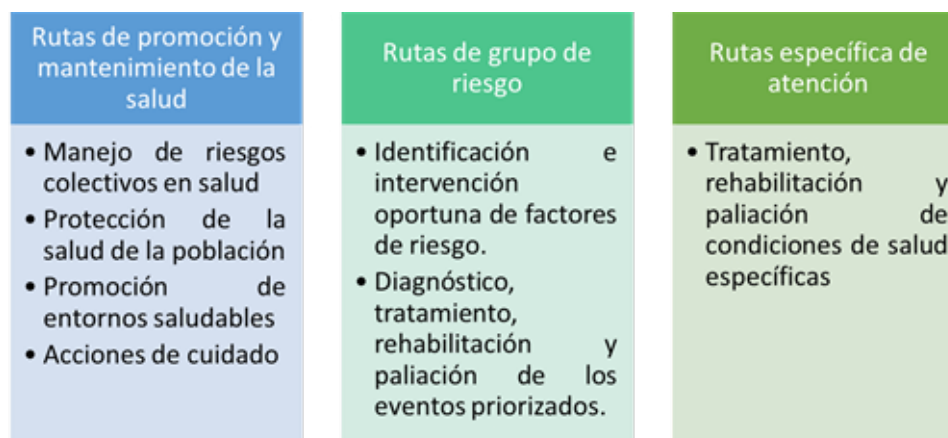 Rutas de promoción y
mantenimiento de la
salud
• Manejo de riesgos
colectivos en salud
• Protección de la
salud de la población
• Promoción de
entornos saludables
• Acciones de cuidado
Rutas de grupo de
riesgo
• Identificación e
intervención
oportuna de factores
de riesgo.
• Diagnóstico,
tratamiento,
rehabilitación y
paliación de los
eventos priorizados.
Rutas específica de
atención
• Tratamiento,
rehabilitación y
paliación de
condiciones de salud
específicas